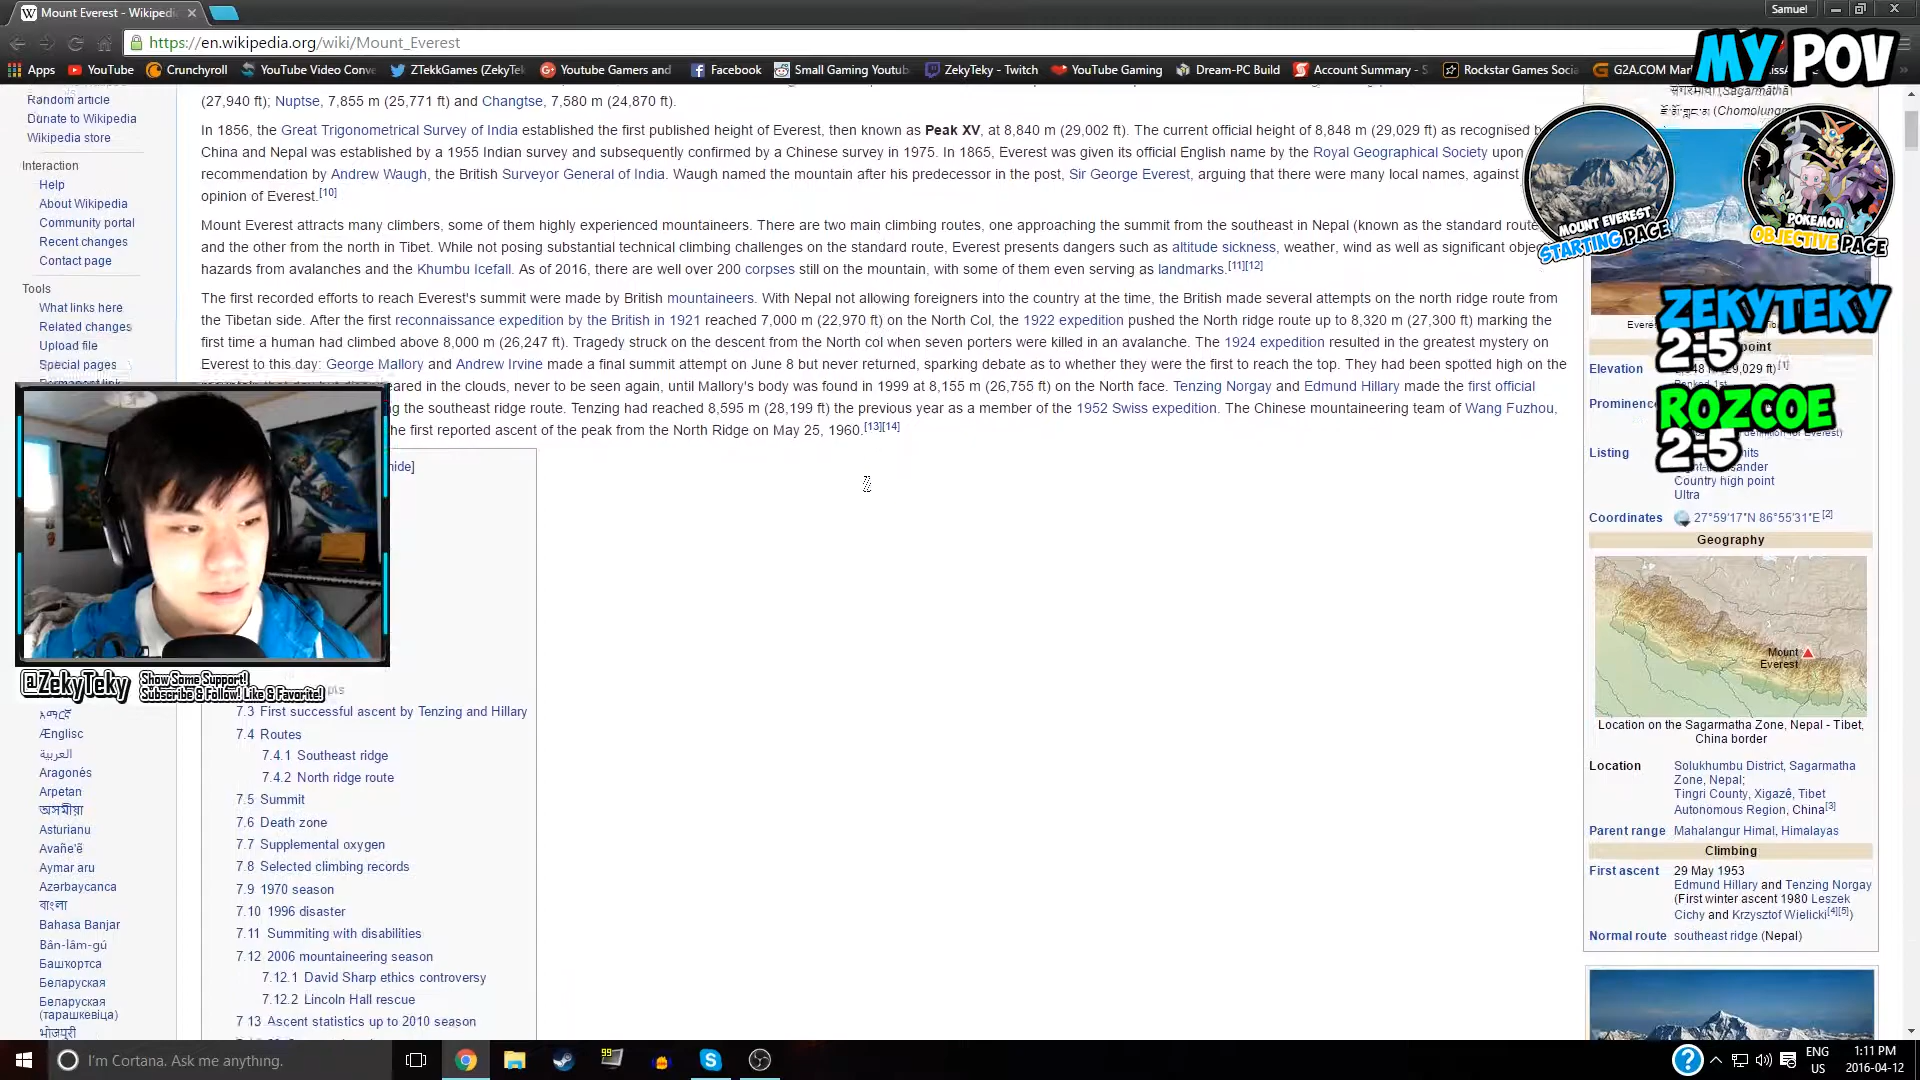 Mount Everest - Wikipedi
Samuel
https://en.wikipedia.org/wiki/Mount_Everest
Apps YouTube Crunchyroll YouTube Video Conve ZTekkGames (ZekyTek Youtube Gamers and Facebook Small Gaming Youtub ZekyTeky - Twitch YouTube Gaming Dream-PC Build Account Summary - S Rockstar Games Socia G2A.COM Mar
MY POV
Random article
Donate to Wikipedia
Wikipedia store
Interaction
Help
About Wikipedia
Community portal
Recent changes
Contact page
Tools
What links here
Related changes
Upload file
Special pages
(27,940 ft); Nuptse, 7,855 m (25,771 ft) and Changtse, 7,580 m (24,870 ft).
In 1856, the Great Trigonometrical Survey of India established the first published height of Everest, then known as Peak XV, at 8,840 m (29,002 ft). The current official height of 8,848 m (29,029 ft) as recognised
China and Nepal was established by a 1955 Indian survey and subsequently confirmed by a Chinese survey in 1975. In 1865, Everest was given its official English name by the Royal Geographical Society upon
recommendation by Andrew Waugh, the British Surveyor General of India. Waugh named the mountain after his predecessor in the post, Sir George Everest, arguing that there were many local names, against
opinion of Everest.[10]
Mount Everest attracts many climbers, some of them highly experienced mountaineers. There are two main climbing routes, one approaching the summit from the southeast in Nepal (known as the standard route
and the other from the north in Tibet. While not posing substantial technical climbing challenges on the standard route, Everest presents dangers such as altitude sickness, weather, wind as well as significant objec
hazards from avalanches and the Khumbu Icefall. As of 2016, there are well over 200 corpses still on the mountain, with some of them even serving as landmarks.[11][12]
The first recorded efforts to reach Everest's summit were made by British mountaineers. With Nepal not allowing foreigners into the country at the time, the British made several attempts on the north ridge route from
the Tibetan side. After the first reconnaissance expedition by the British in 1921 reached 7,000 m (22,970 ft) on the North Col, the 1922 expedition pushed the North ridge route up to 8,320 m (27,300 ft) marking the
first time a human had climbed above 8,000 m (26,247 ft). Tragedy struck on the descent from the North col when seven porters were killed in an avalanche. The 1924 expedition resulted in the greatest mystery on
Everest to this day: George Mallory and Andrew Irvine made a final summit attempt on June 8 but never returned, sparking debate as to whether they were the first to reach the top. They had been spotted high on the
eared in the clouds, never to be seen again, until Mallory's body was found in 1999 at 8,155 m (26,755 ft) on the North face. Tenzing Norgay and Edmund Hillary made the first official
g the southeast ridge route. Tenzing had reached 8,595 m (28,199 ft) the previous year as a member of the 1952 Swiss expedition. The Chinese mountaineering team of Wang Fuzhou,
he first reported ascent of the peak from the North Ridge on May 25, 1960.[13][14]
hide]
@ZekyTeky
Show Some Support!
Subscribe & Follow! Like & Favorite!
pts
7.3 First successful ascent by Tenzing and Hillary
7.4 Routes
7.4.1 Southeast ridge
7.4.2 North ridge route
7.5 Summit
7.6 Death zone
7.7 Supplemental oxygen
7.8 Selected climbing records
7.9 1970 season
7.10 1996 disaster
7.11 Summiting with disabilities
7.12 2006 mountaineering season
7.12.1 David Sharp ethics controversy
7.12.2 Lincoln Hall rescue
7.13 Ascent statistics up to 2010 season
አማርኛ
Ænglisc
العربية
Aragonés
Arpetan
অসমীয়া
Asturianu
Avañe'ẽ
Aymar aru
Azərbaycanca
বাংলা
Bahasa Banjar
Bân-lâm-gú
Башҡортса
Беларуская
Беларуская
(тарашкевіца)
भोजपुरी
सगरमाथा (Sagarmāthā)
MOUNT EVEREST
STARTING PAGE
POKEMON
OBJECTIVE PAGE
ZEKYTEKY
2:5
ROZCOE
2:5
point
Elevation 29,029 ft)[1]
Prominence
Listing
Country high point
Ultra
Coordinates 27°59′17″N 86°55′31″E[2]
Geography
Mount
Everest
Location on the Sagarmatha Zone, Nepal - Tibet,
China border
Location Solukhumbu District, Sagarmatha
Zone, Nepal;
Tingri County, Xigazê, Tibet
Autonomous Region, China[3]
Parent range Mahalangur Himal, Himalayas
Climbing
First ascent 29 May 1953
Edmund Hillary and Tenzing Norgay
(First winter ascent 1980 Leszek
Cichy and Krzysztof Wielicki[4][5])
Normal route southeast ridge (Nepal)
I'm Cortana. Ask me anything.
99
ENG
US
1:11 PM
2016-04-12